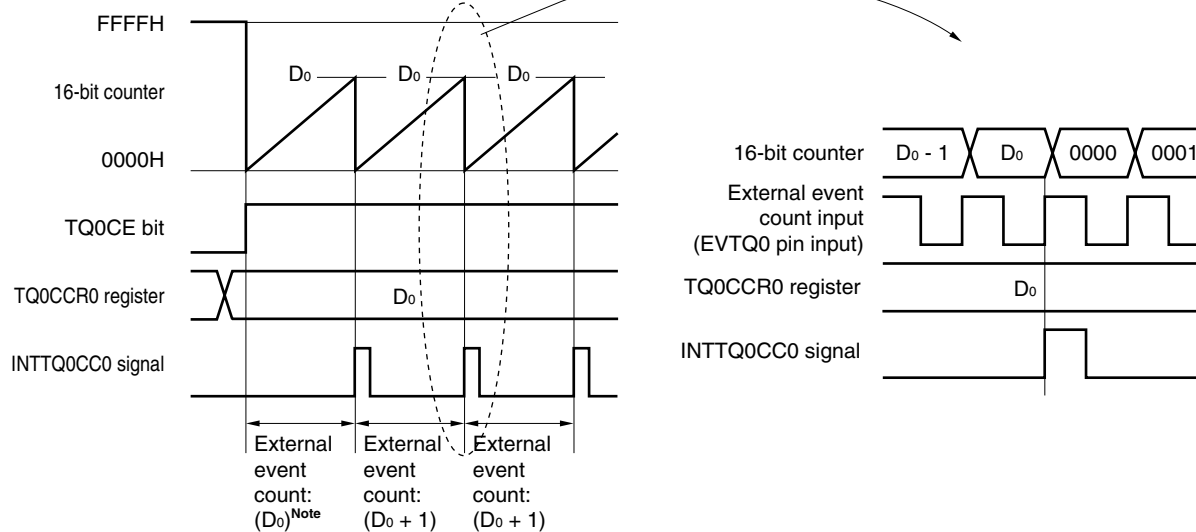 FFFFH
D0
D0
D0
16-bit counter
0000H
TQ0CE bit
TQ0CCR0 register
D0
INTTQ0CC0 signal
External event count: (D0)Note
External event count: (D0 + 1)
External event count: (D0 + 1)
16-bit counter
D0 - 1
D0
0000
0001
External event
count input
(EVTQ0 pin input)
TQ0CCR0 register
D0
INTTQ0CC0 signal